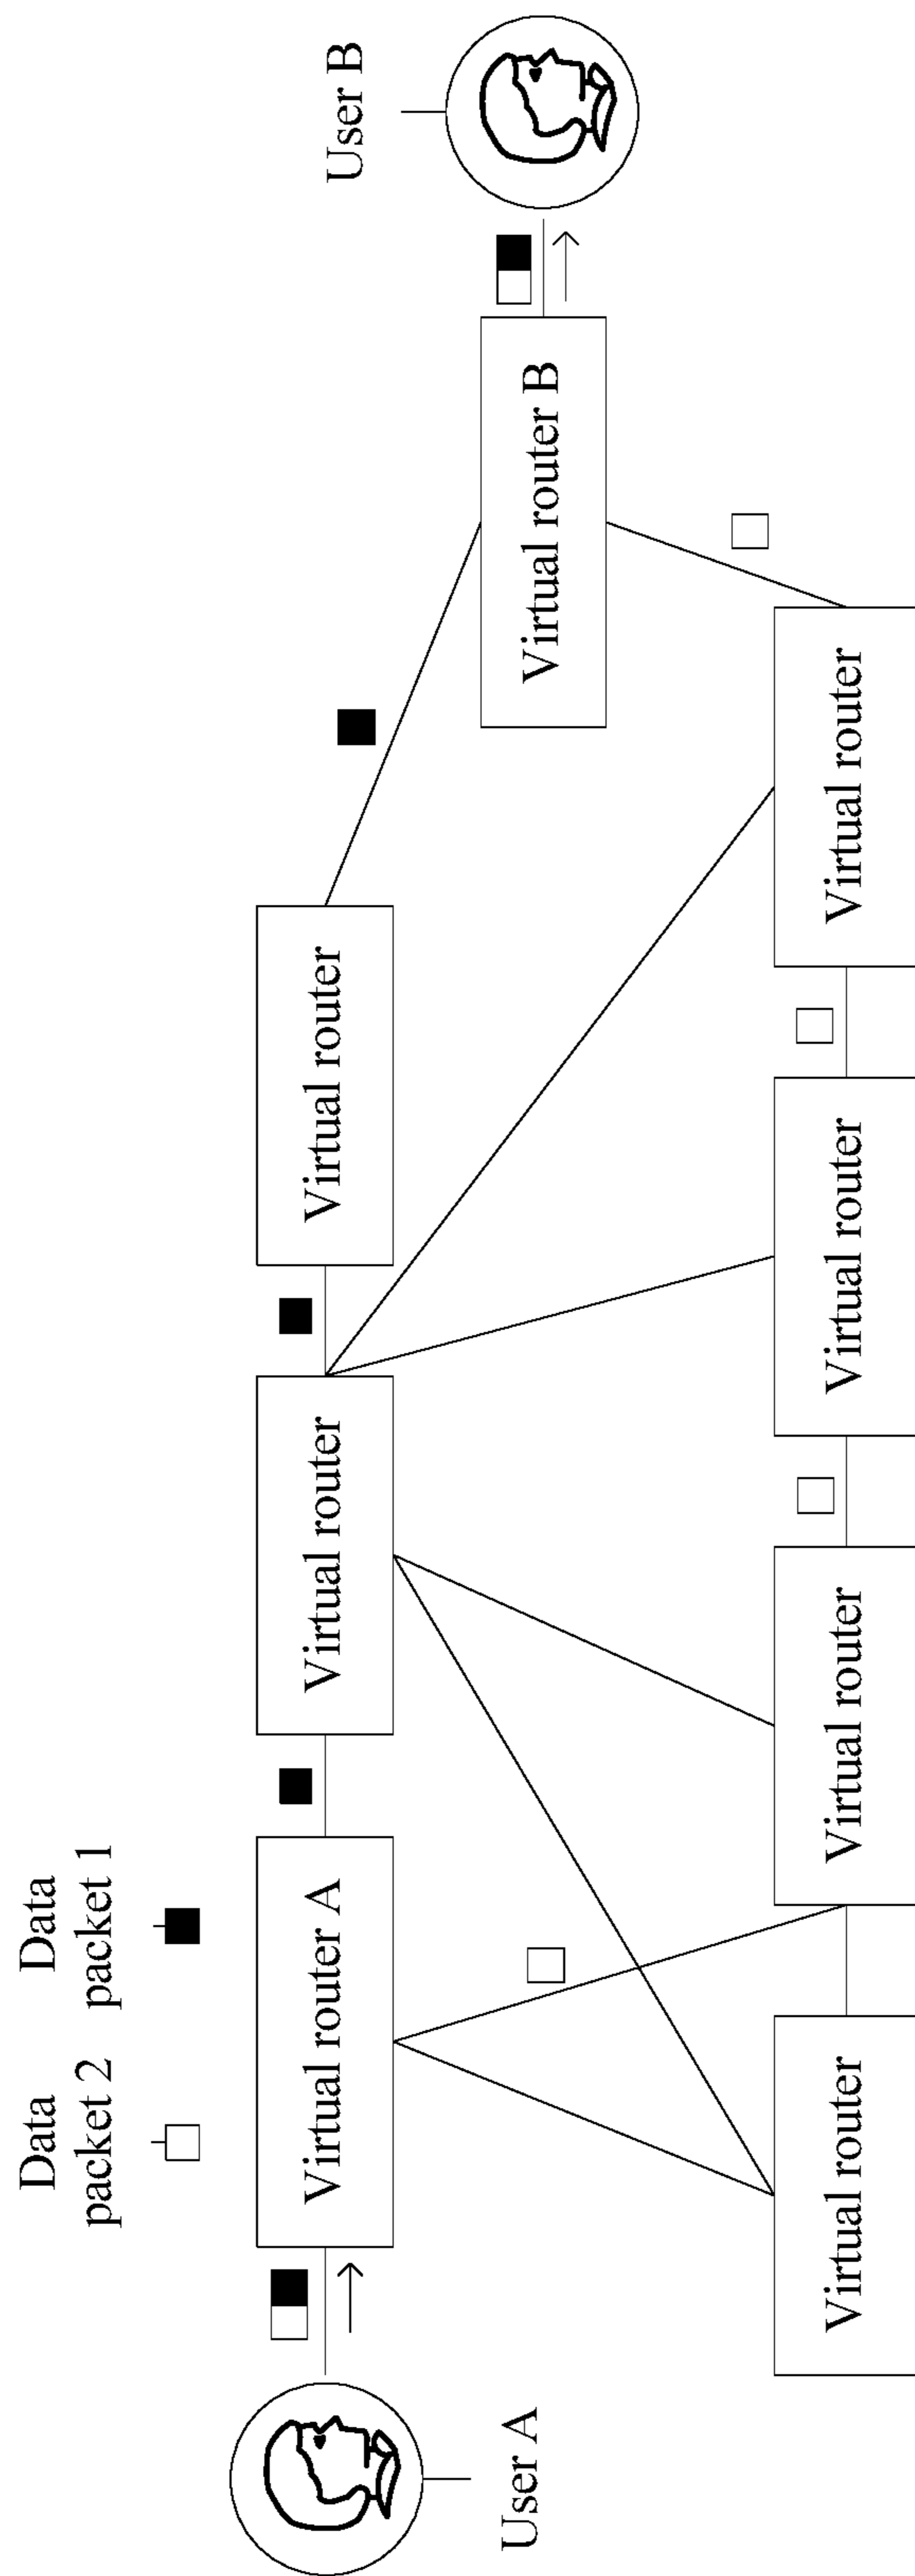 Data
packet 2
Data
packet 1
User A
Virtual router A
Virtual router
Virtual router
Virtual router B
User B
Virtual router
Virtual router
Virtual router
Virtual router